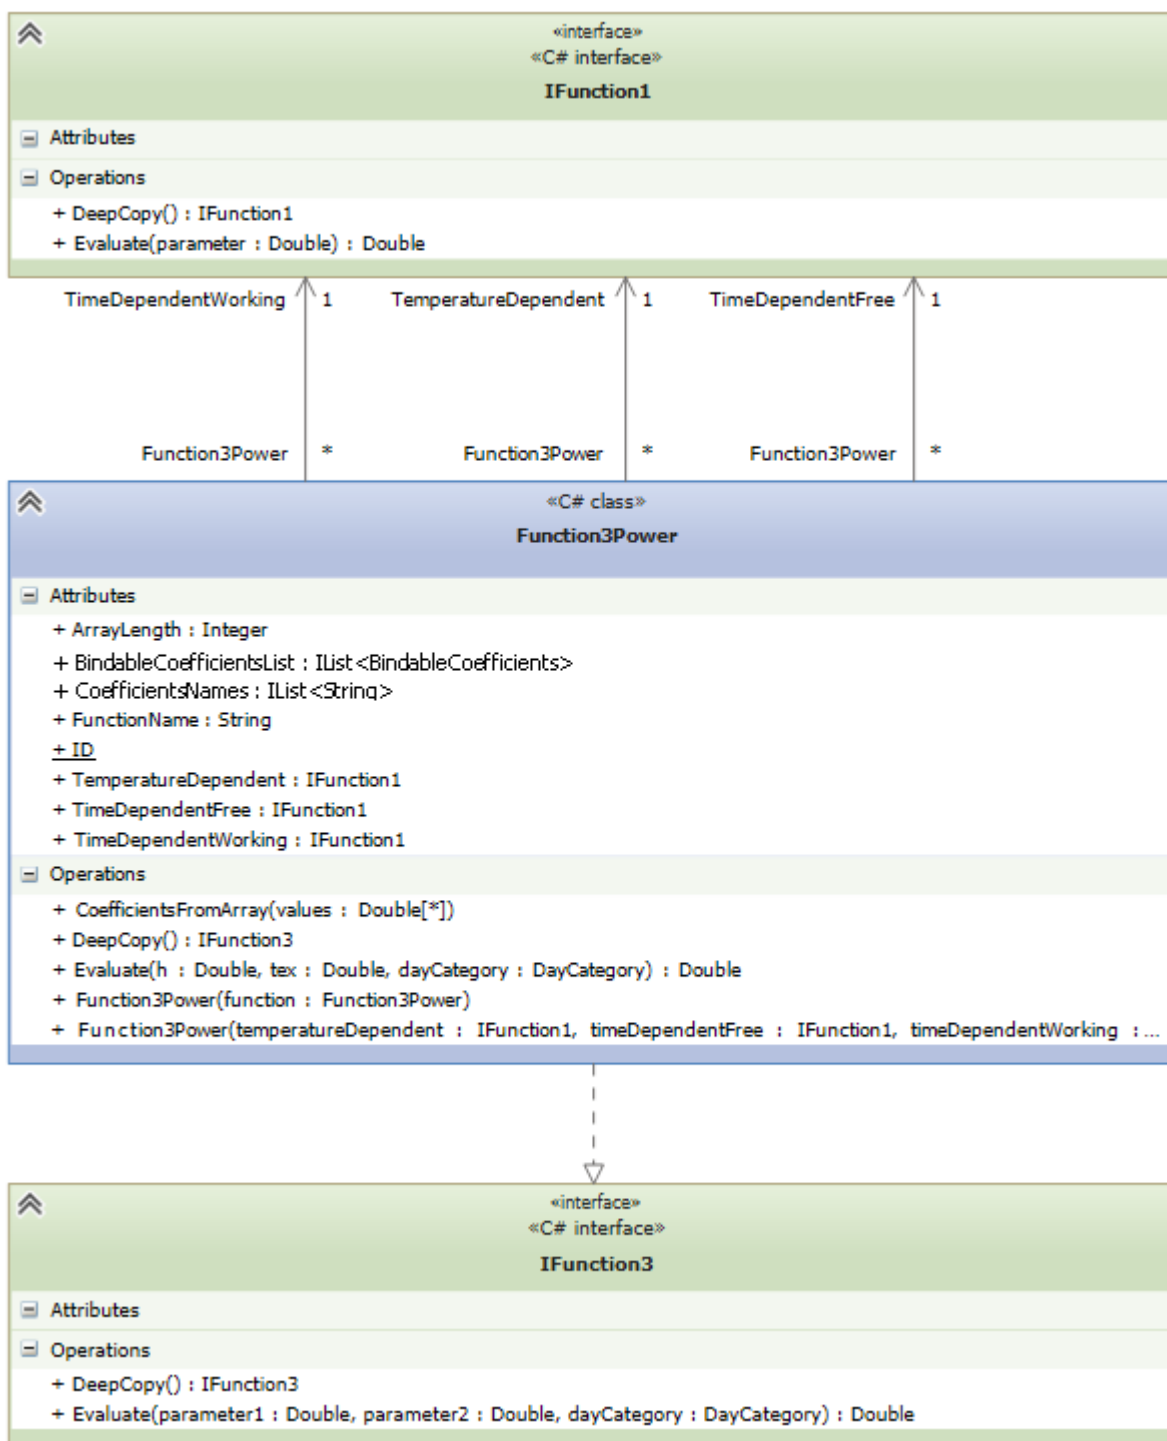 «interface»
«C# interface»
IFunction1
Attributes
Operations
+ DeepCopy() : IFunction1
+ Evaluate(parameter : Double) : Double
TimeDependentWorking 1 TemperatureDependent 1 TimeDependentFree 1
Function3Power * Function3Power * Function3Power *
«C# class»
Function3Power
Attributes
+ ArrayLength : Integer
+ BindableCoefficientsList : IList<BindableCoefficients>
+ CoefficientsNames : IList<String>
+ FunctionName : String
+ ID
+ TemperatureDependent : IFunction1
+ TimeDependentFree : IFunction1
+ TimeDependentWorking : IFunction1
Operations
+ CoefficientsFromArray(values : Double[*])
+ DeepCopy() : IFunction3
+ Evaluate(h : Double, tex : Double, dayCategory : DayCategory) : Double
+ Function3Power(function : Function3Power)
+ Function3Power(temperatureDependent : IFunction1, timeDependentFree : IFunction1, timeDependentWorking :...
«interface»
«C# interface»
IFunction3
Attributes
Operations
+ DeepCopy() : IFunction3
+ Evaluate(parameter1 : Double, parameter2 : Double, dayCategory : DayCategory) : Double